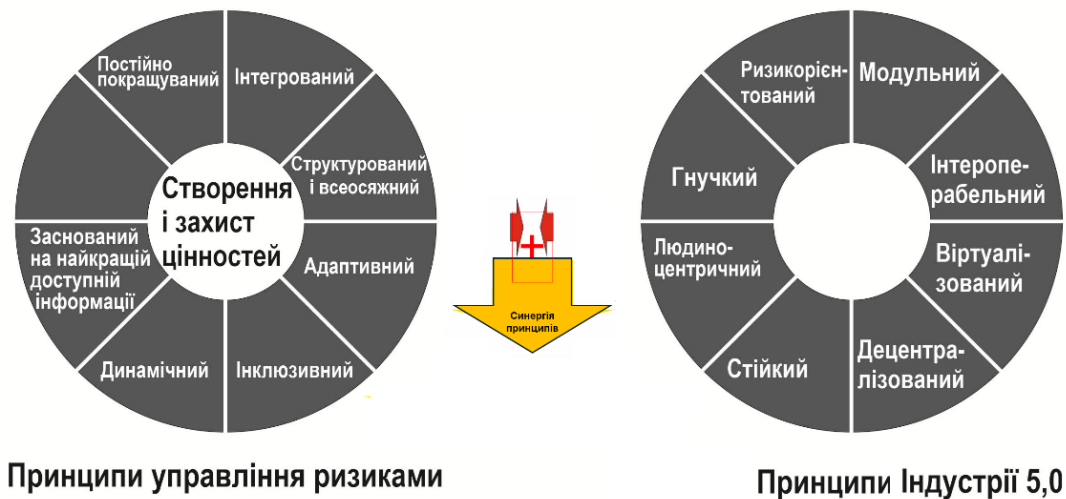 Постійно
покращуваний
Інтегрований
Структурований
і всеосяжний
Адаптивний
Інклюзивний
Динамічний
Заснований
на найкращій
доступній
інформації
Створення
і захист
цінностей
Принципи управління ризиками
+
Синергія
принципів
Ризикорієн-
тований
Модульний
Інтеропе-
рабельний
Віртуалі-
зований
Децентра-
лізований
Стійкий
Людино-
центричний
Гнучкий
Принципи Індустрії 5,0